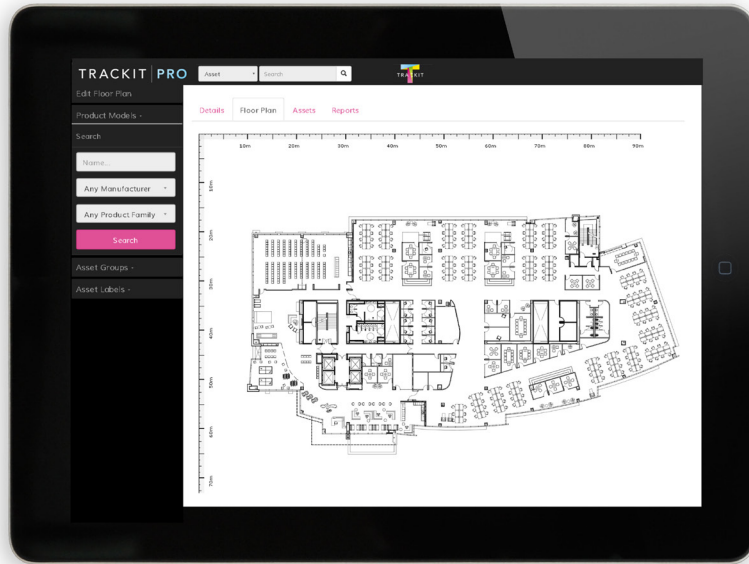 TRACKIT PRO
Asset
Search
TRACKIT
Edit Floor Plan
Product Models -
Search
Name...
Any Manufacturer
Any Product Family
Search
Asset Groups -
Asset Labels -
Details
Floor Plan
Assets
Reports
10m 20m 30m 40m 50m 60m 70m 80m 90m
10m
20m
30m
40m
50m
60m
70m